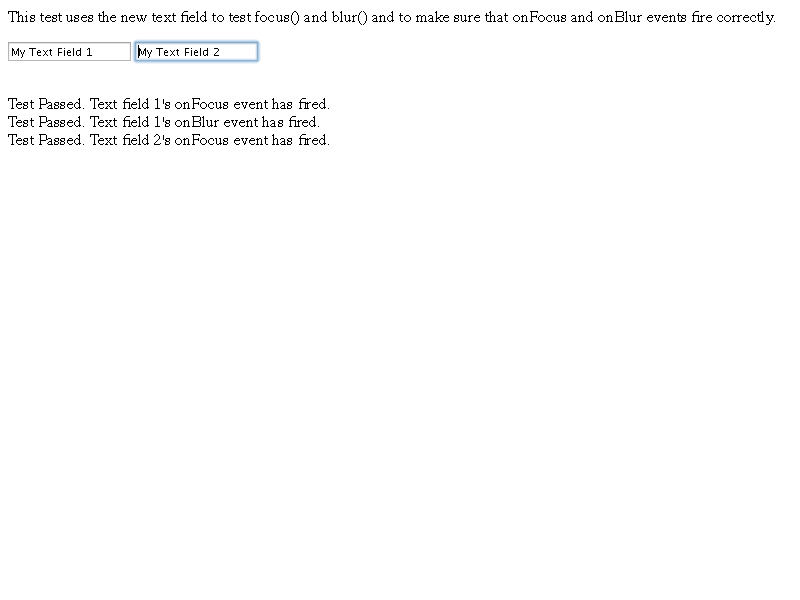 This test uses the new text field to test focus() and blur() and to make sure that onFocus and onBlur events fire correctly.
My Text Field 1 My Text Field 2
Test Passed. Text field 1's onFocus event has fired.
Test Passed. Text field 1's onBlur event has fired.
Test Passed. Text field 2's onFocus event has fired.